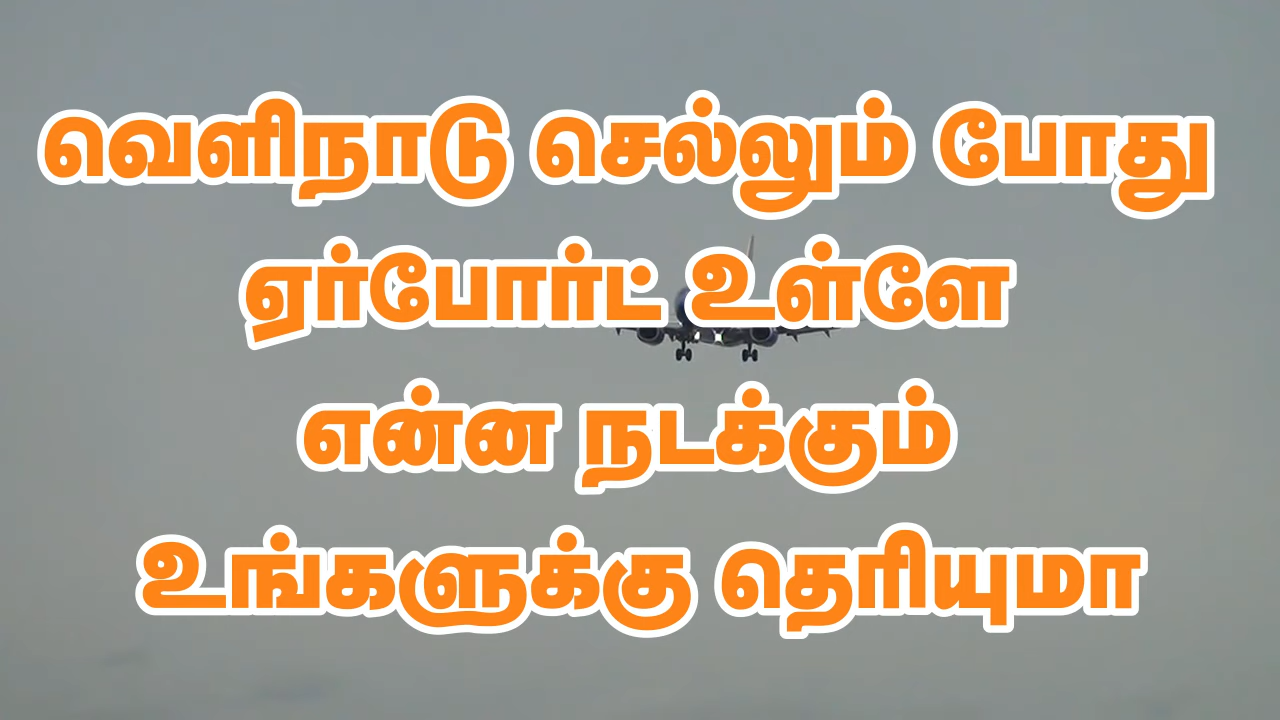 வெளிநாடு செல்லும் போது
ஏர்போர்ட் உள்ளே
என்ன நடக்கும்
உங்களுக்கு தெரியுமா